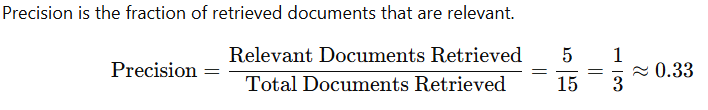 Precision is the fraction of retrieved documents that are relevant.
Precision = Relevant Documents Retrieved / Total Documents Retrieved = 5/15 = 1/3 ≈ 0.33